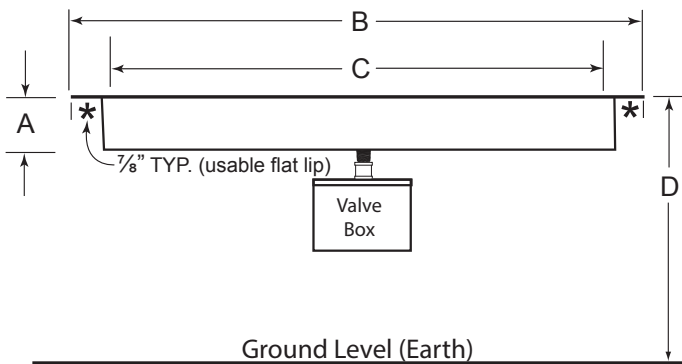 B
C
*
*
A
⅞” TYP. (usable flat lip)
D
Valve
Box
Ground Level (Earth)